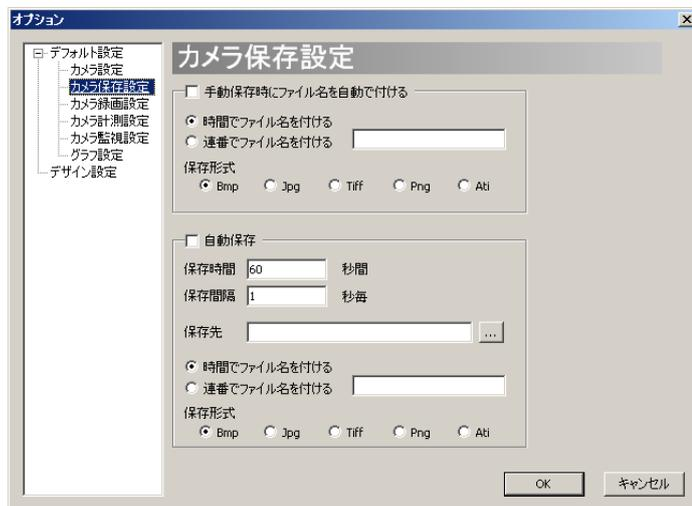 オプション
デフォルト設定
カメラ設定
カメラ保存設定
カメラ録画設定
カメラ計測設定
カメラ監視設定
グラフ設定
デザイン設定
カメラ保存設定
手動保存時にファイル名を自動で付ける
時間でファイル名を付ける
連番でファイル名を付ける
保存形式
Bmp Jpg Tiff Png Ati
自動保存
保存時間 60 秒間
保存間隔 1 秒毎
保存先 ...
時間でファイル名を付ける
連番でファイル名を付ける
保存形式
Bmp Jpg Tiff Png Ati
OK キャンセル